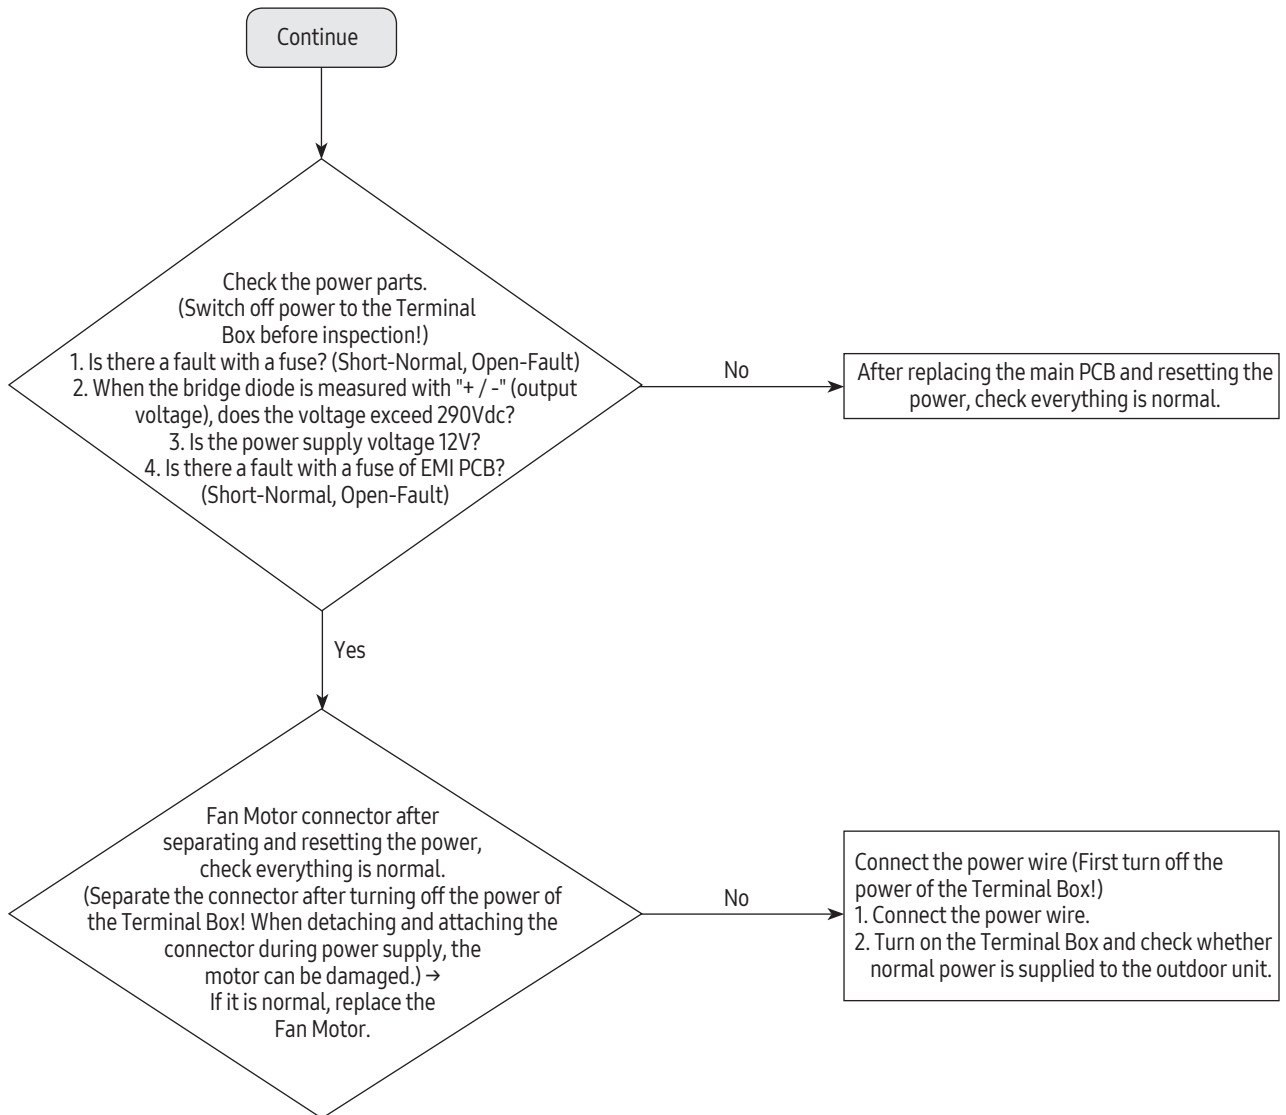 Continue
Check the power parts.
(Switch off power to the Terminal
Box before inspection!)
1. Is there a fault with a fuse? (Short-Normal, Open-Fault)
2. When the bridge diode is measured with "+ / -" (output
voltage), does the voltage exceed 290Vdc?
3. Is the power supply voltage 12V?
4. Is there a fault with a fuse of EMI PCB?
(Short-Normal, Open-Fault)
No
After replacing the main PCB and resetting the
power, check everything is normal.
Yes
Fan Motor connector after
separating and resetting the power,
check everything is normal.
(Separate the connector after turning off the power of
the Terminal Box! When detaching and attaching the
connector during power supply, the
motor can be damaged.) →
If it is normal, replace the
Fan Motor.
No
Connect the power wire (First turn off the
power of the Terminal Box!)
1. Connect the power wire.
2. Turn on the Terminal Box and check whether
normal power is supplied to the outdoor unit.